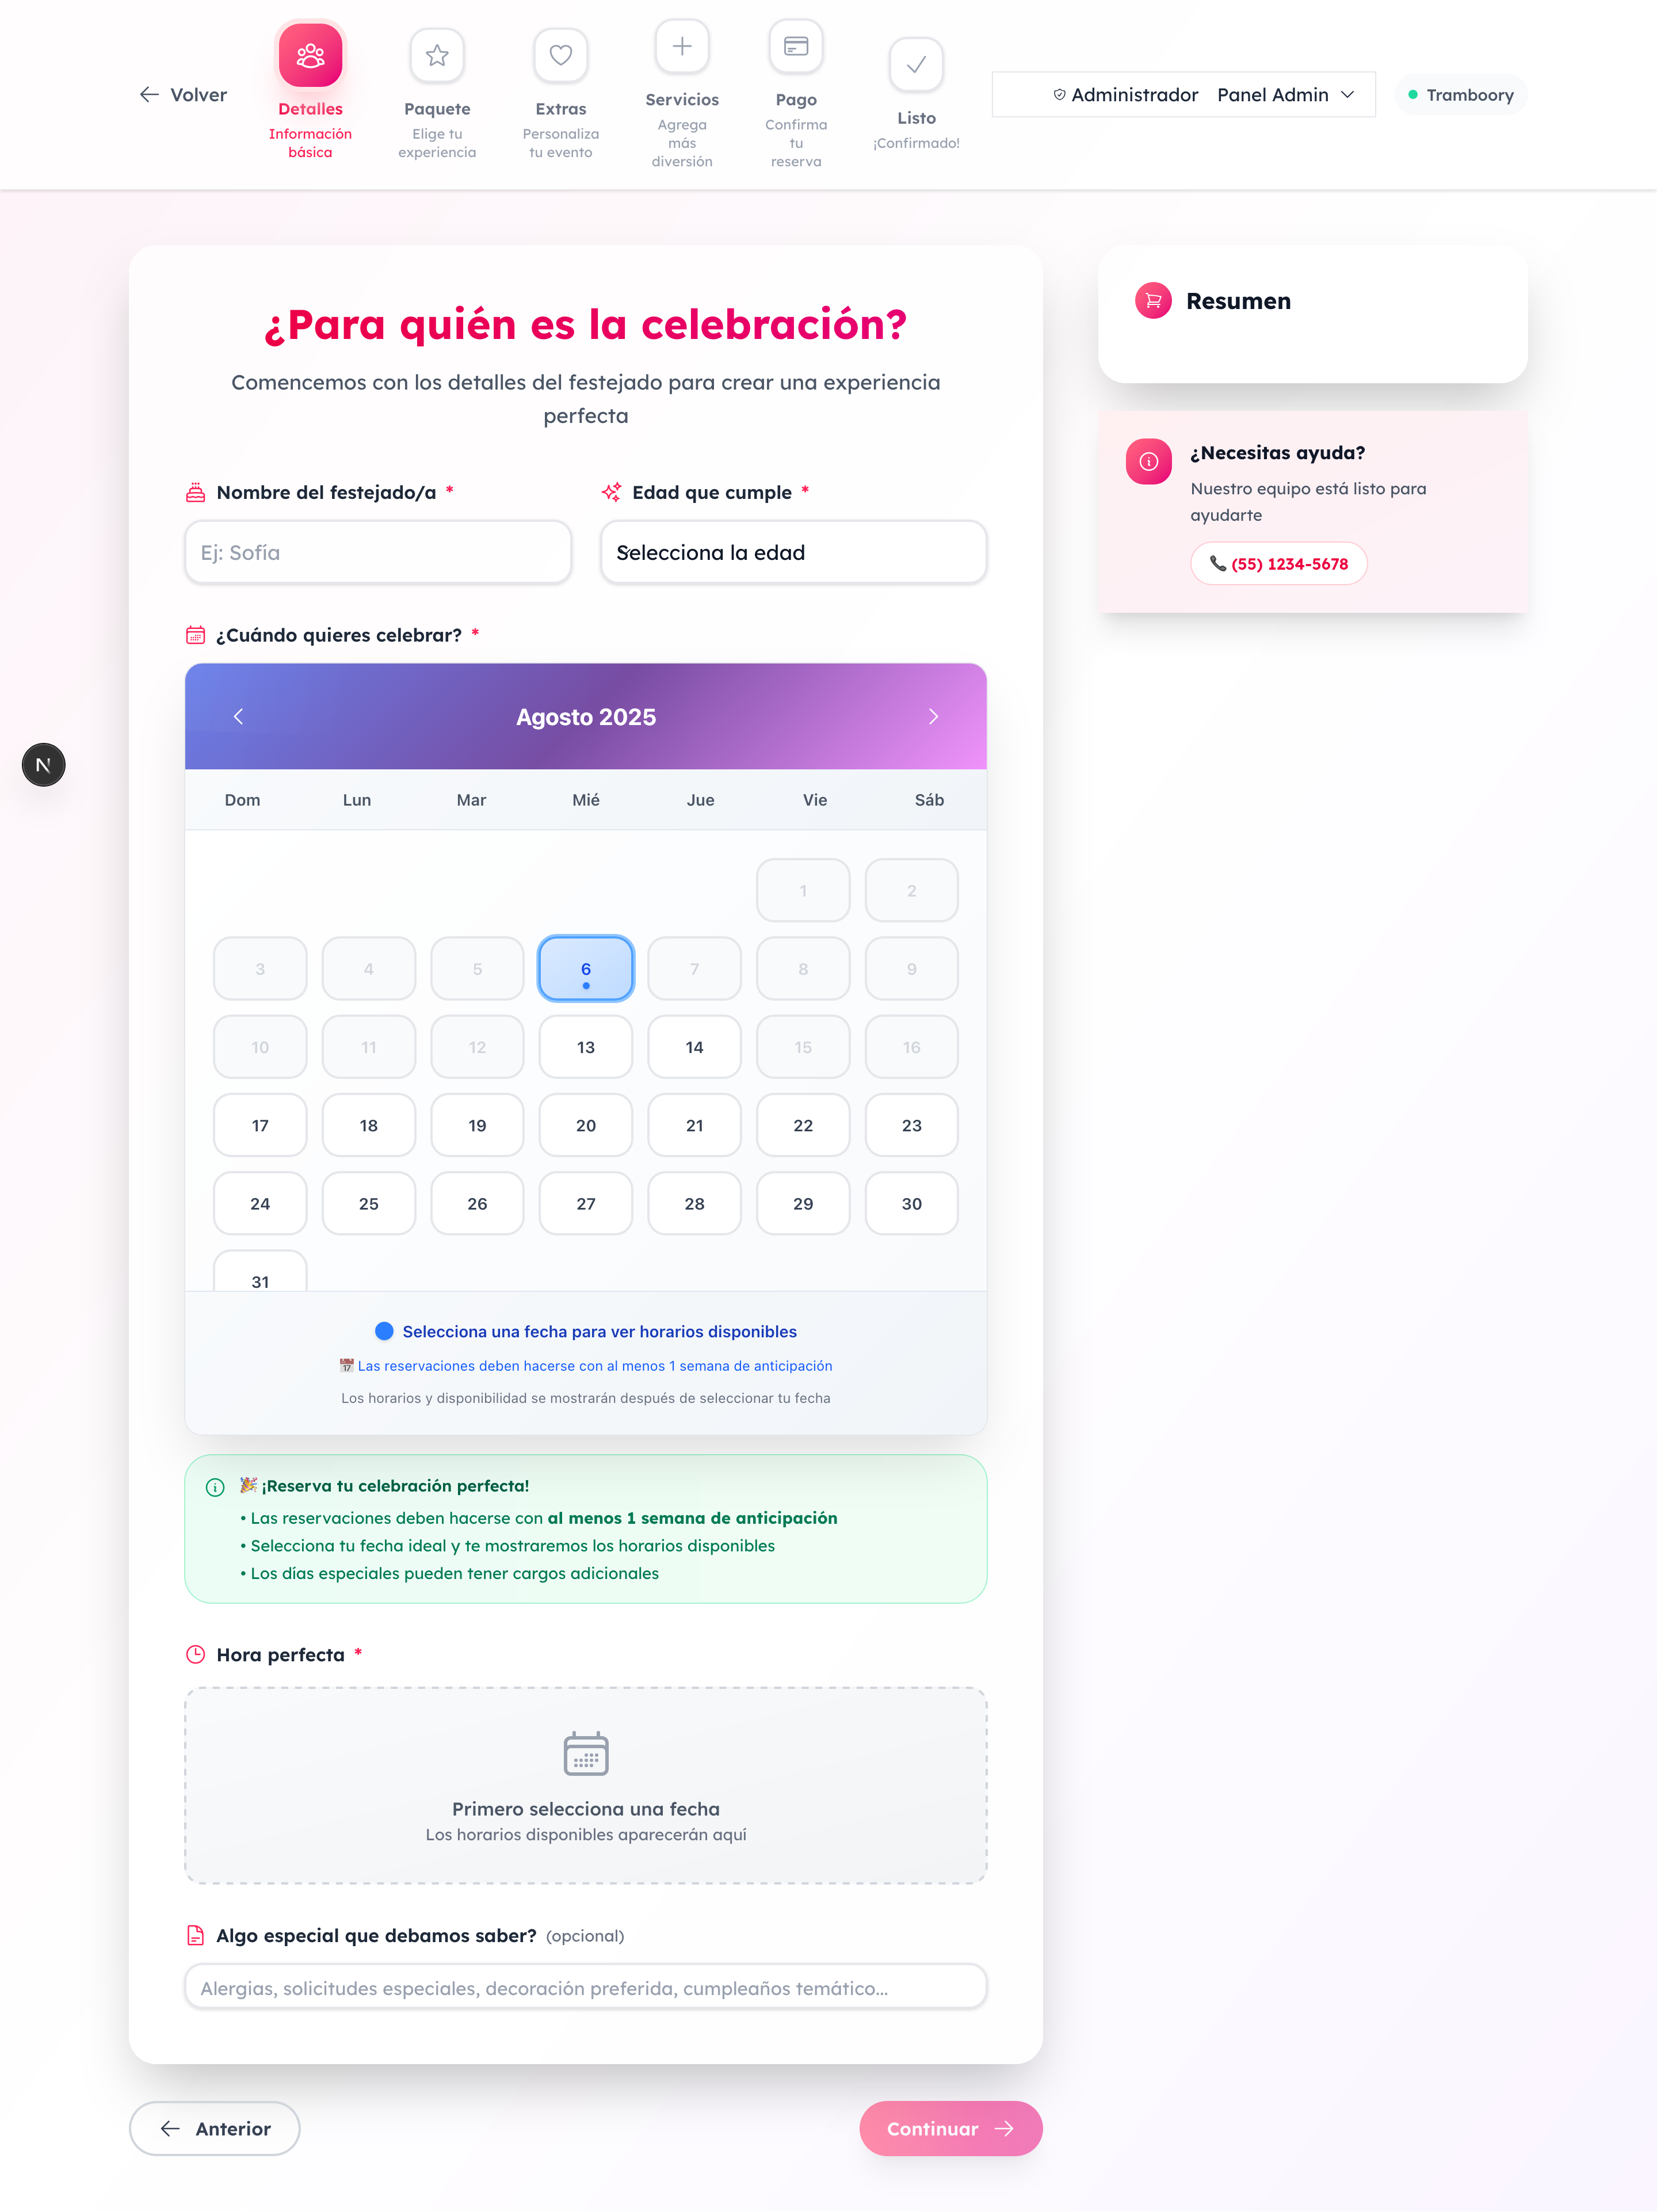 Volver
Detalles
Información
básica
Paquete
Elige tu
experiencia
Extras
Personaliza
tu evento
Servicios
Agrega
más
diversión
Pago
Confirma
tu
reserva
Listo
¡Confirmado!
Administrador
Panel Admin
Tramboory
¿Para quién es la celebración?
Comencemos con los detalles del festejado para crear una experiencia
perfecta
Nombre del festejado/a *
Ej: Sofía
Edad que cumple *
Selecciona la edad
¿Cuándo quieres celebrar? *
Agosto 2025
Dom Lun Mar Mié Jue Vie Sáb
1 2
3 4 5 6 7 8 9
10 11 12 13 14 15 16
17 18 19 20 21 22 23
24 25 26 27 28 29 30
31
Selecciona una fecha para ver horarios disponibles
Las reservaciones deben hacerse con al menos 1 semana de anticipación
Los horarios y disponibilidad se mostrarán después de seleccionar tu fecha
¡Reserva tu celebración perfecta!
• Las reservaciones deben hacerse con al menos 1 semana de anticipación
• Selecciona tu fecha ideal y te mostraremos los horarios disponibles
• Los días especiales pueden tener cargos adicionales
Hora perfecta *
Primero selecciona una fecha
Los horarios disponibles aparecerán aquí
Algo especial que debamos saber? (opcional)
Alergias, solicitudes especiales, decoración preferida, cumpleaños temático...
Anterior
Continuar
Resumen
¿Necesitas ayuda?
Nuestro equipo está listo para
ayudarte
(55) 1234-5678
N